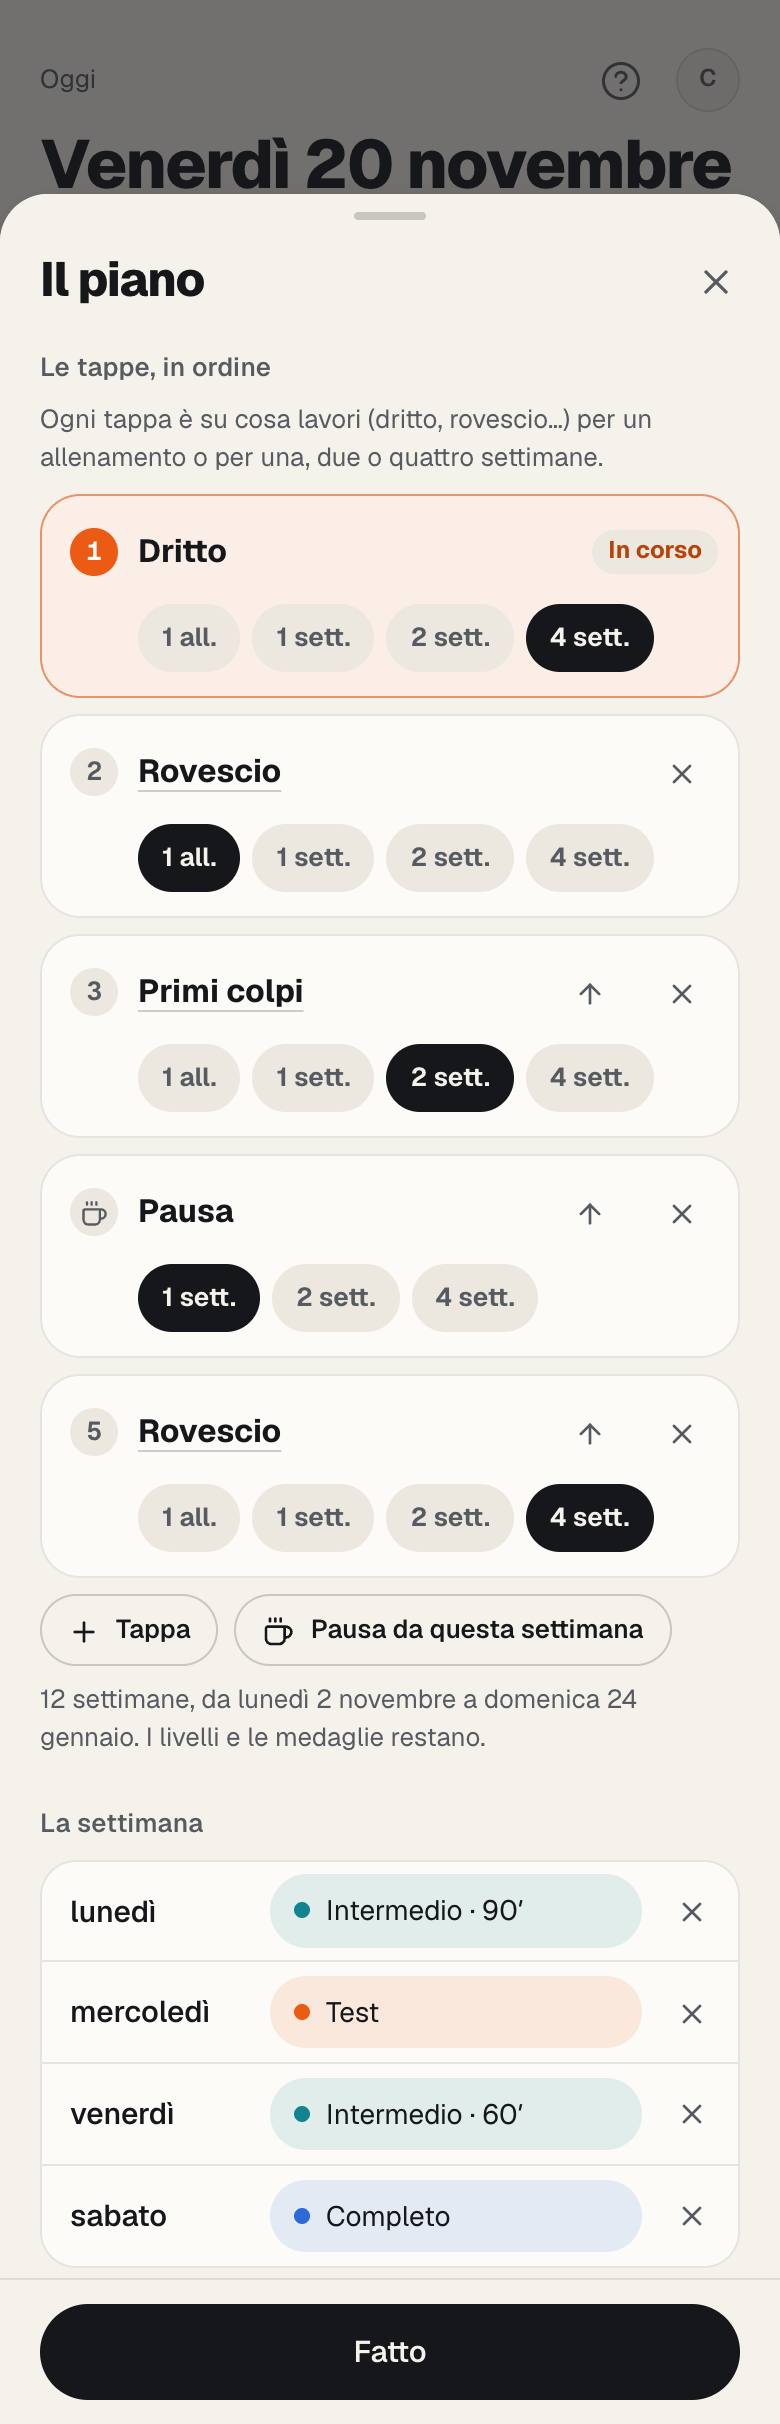 Oggi
C
Venerdì 20 novembre
Il piano
Le tappe, in ordine
Ogni tappa è su cosa lavori (dritto, rovescio…) per un
allenamento o per una, due o quattro settimane.
1 Dritto In corso
1 all. 1 sett. 2 sett. 4 sett.
2 Rovescio
1 all. 1 sett. 2 sett. 4 sett.
3 Primi colpi
1 all. 1 sett. 2 sett. 4 sett.
Pausa
1 sett. 2 sett. 4 sett.
5 Rovescio
1 all. 1 sett. 2 sett. 4 sett.
Tappa Pausa da questa settimana
12 settimane, da lunedì 2 novembre a domenica 24
gennaio. I livelli e le medaglie restano.
La settimana
lunedì Intermedio · 90′
mercoledì Test
venerdì Intermedio · 60′
sabato Completo
Fatto